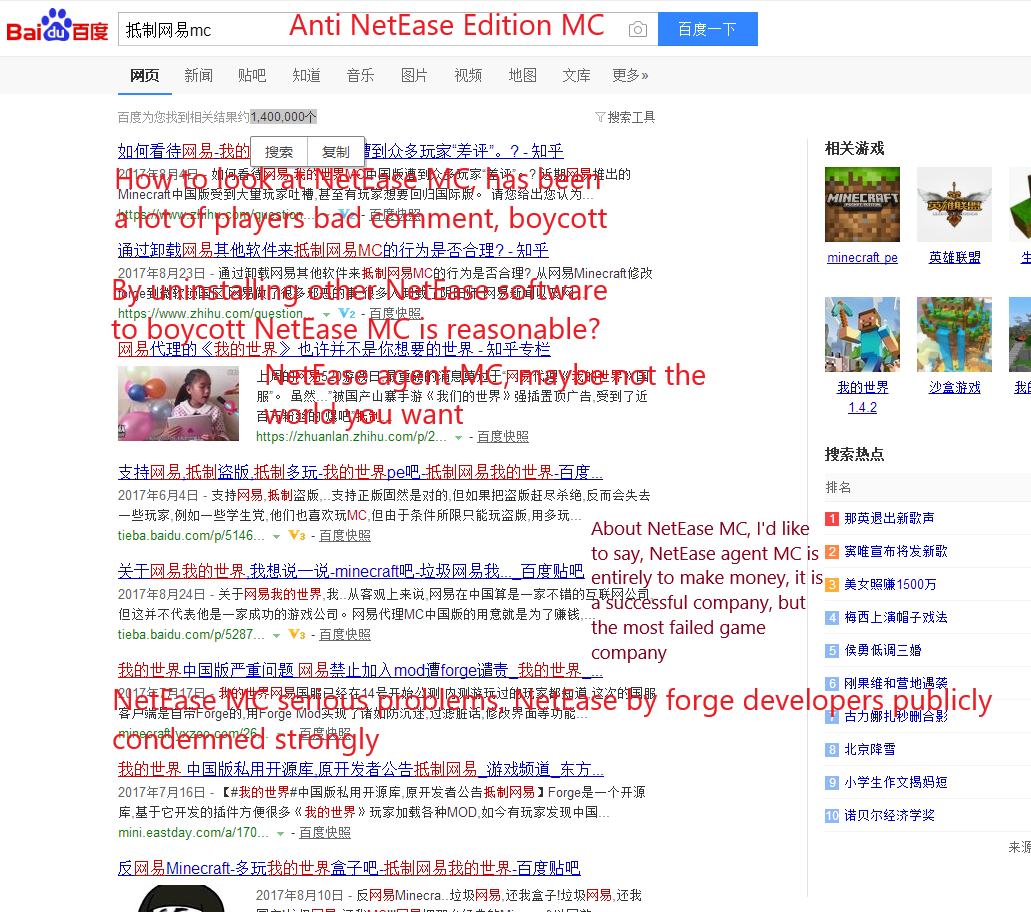 Bai du 百度
抵制网易mc
Anti NetEase Edition MC
百度一下
网页 新闻 贴吧 知道 音乐 图片 视频 地图 文库 更多»
百度为您找到相关结果约1,400,000个
搜索工具
搜索 复制
如何看待网易-我的 遭到众多玩家“差评”。? - 知乎
2017年8月4日 - 如何看待网易-我的世界MC中国版遭到众多玩家“差评”。? 近期网易推出的
How to look at NetEase MC, has been
Minecraft中国版受到大量玩家吐槽,甚至有玩家想要回归国际版。 请您给出您认为...
https://www.zhihu.com/question... V2 - 百度快照
a lot of players bad comment, boycott
通过卸载网易其他软件来抵制网易MC的行为是否合理? - 知乎
2017年8月23日 - 通过卸载网易其他软件来抵制网易MC的行为是否合理? 从网易Minecraft修改
By uninstalling other NetEase software
https://www.zhihu.com/question... V2 - 百度快照
to boycott NetEase MC is reasonable?
网易代理的《我的世界》也许并不是你想要的世界 - 知乎专栏
NetEase agent MC, maybe not the
服”。 虽然...”被国产山寨手游《我们的世界》强插置顶广告,受到了近
world you want
https://zhuanlan.zhihu.com/p/2... - 百度快照
支持网易,抵制盗版,抵制多玩-我的世界pe吧-抵制网易我的世界-百度...
2017年6月4日 - 支持网易,抵制盗版,..支持正版固然是对的,但如果把盗版赶尽杀绝,反而会失去
一些玩家,例如一些学生党,他们也喜欢玩MC,但由于条件所限只能玩盗版,用多玩...
tieba.baidu.com/p/5146... V3 - 百度快照
About NetEase MC, I'd like
to say, NetEase agent MC is
entirely to make money, it is
a successful company, but
the most failed game
company
关于网易我的世界,我想说一说-minecraft吧-垃圾网易我..._百度贴吧
2017年8月24日 - 关于网易我的世界,我..从客观上来说,网易在中国算是一家不错的互联网公司
但这并不代表他是一家成功的游戏公司。网易代理MC中国版的用意就是为了赚钱,...
tieba.baidu.com/p/5287... V3 - 百度快照
我的世界中国版严重问题 网易禁止加入mod遭forge谴责_我的世界_...
NetEase MC serious problems, NetEase by forge developers publicly
客户端是自带Forge的,用Forge Mod实现了诸如防沉迷,过滤脏话,修改界面等功能...
condemned strongly
我的世界 中国版私用开源库,原开发者公告抵制网易_游戏频道_东方...
2017年7月16日 - 【#我的世界#中国版私用开源库,原开发者公告抵制网易】Forge是一个开源
库,基于它开发的插件方便很多《我的世界》玩家加载各种MOD,如今有玩家发现中国...
mini.eastday.com/a/170... - 百度快照
反网易Minecraft-多玩我的世界盒子吧-抵制网易我的世界-百度贴吧
2017年8月10日 - 反网易Minecra..垃圾网易,还我盒子!垃圾网易,还我
相关游戏
MINECRAFT
POCKET EDITION
英雄联盟
minecraft pe 英雄联盟 生
我的世界 沙盒游戏 我的
1.4.2
搜索热点
排名
1 那英退出新歌声
2 窦唯宣布将发新歌
3 美女照赚1500万
4 梅西上演帽子戏法
5 侯勇低调三婚
6 刚果维和营地遇袭
7 古力娜扎秒删合影
8 北京降雪
9 小学生作文揭妈短
10 诺贝尔经济学奖
来源